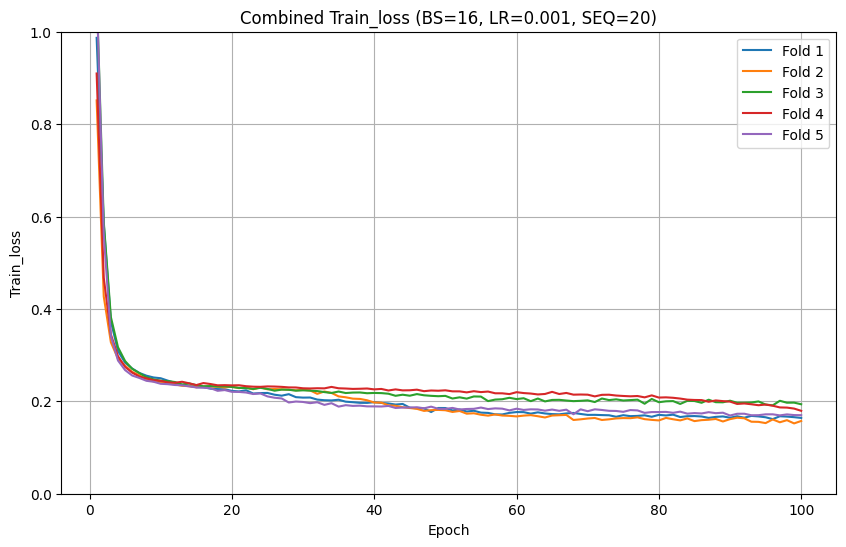 Combined Train_loss (BS=16, LR=0.001, SEQ=20)
1.0
0.8
0.6
0.4
0.2
0.0
Train_loss
0 20 40 60 80 100
Epoch
Fold 1
Fold 2
Fold 3
Fold 4
Fold 5